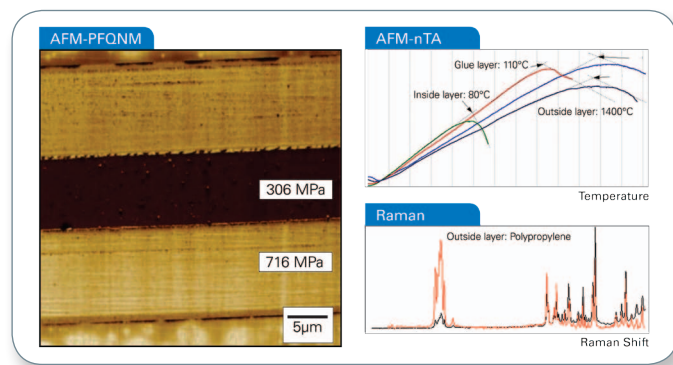 AFM-PFQNM
306 MPa
716 MPa
5µm
AFM-nTA
Glue layer: 110°C
Inside layer: 80°C
Outside layer: 1400°C
Temperature
Raman
Outside layer: Polypropylene
Raman Shift